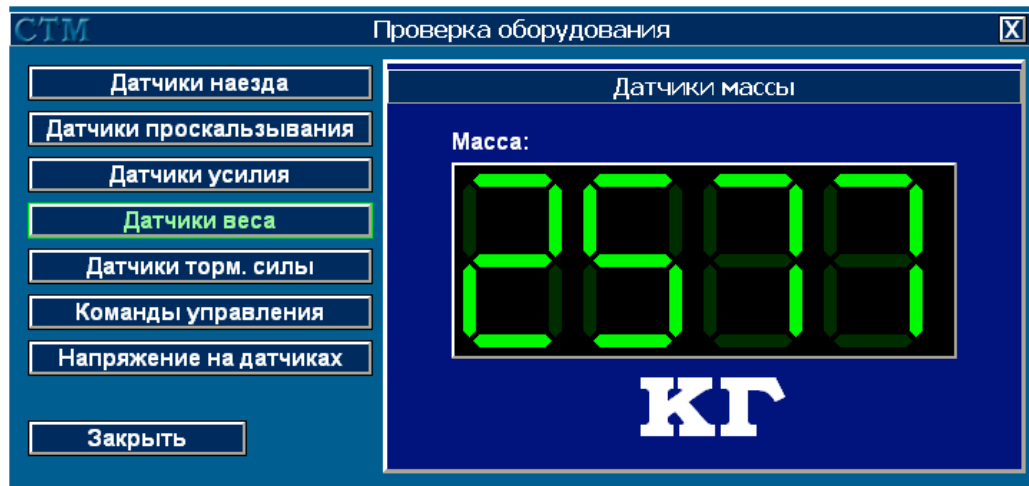 СТМ
Проверка оборудования
X
Датчики наезда
Датчики проскальзывания
Датчики усилия
Датчики веса
Датчики торм. силы
Команды управления
Напряжение на датчиках
Закрыть
Датчики массы
Масса:
2577
кг